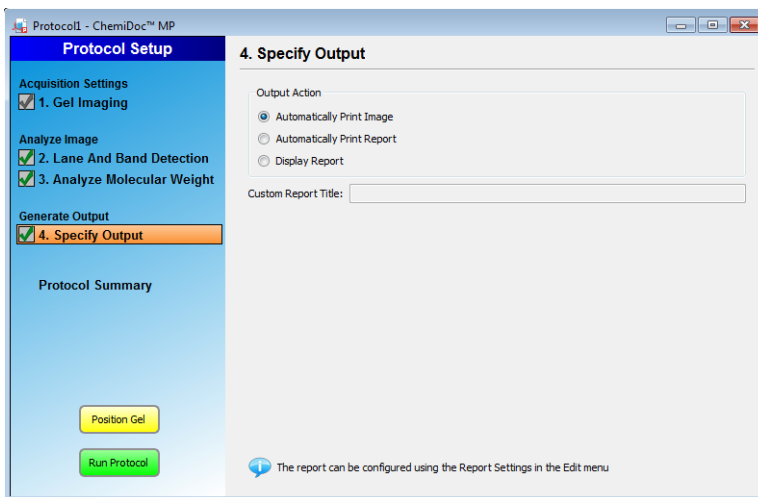 Protocol1 - ChemiDoc™ MP
Protocol Setup
Acquisition Settings
1. Gel Imaging
Analyze Image
2. Lane And Band Detection
3. Analyze Molecular Weight
Generate Output
4. Specify Output
Protocol Summary
Position Gel
Run Protocol
4. Specify Output
Output Action
Automatically Print Image
Automatically Print Report
Display Report
Custom Report Title:
The report can be configured using the Report Settings in the Edit menu